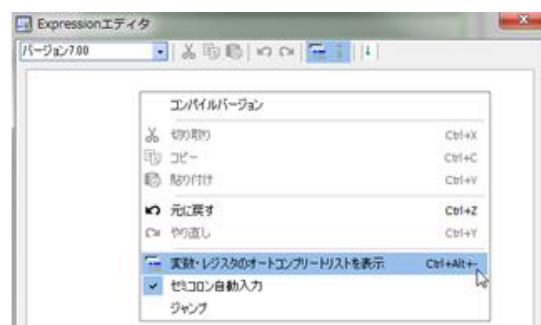 Expressionエディタ
バージョン7.00
コンパイルバージョン
切り取り Ctrl+X
コピー Ctrl+C
貼り付け Ctrl+V
元に戻す Ctrl+Z
やり直し Ctrl+Y
変数・レジスタのオートコンプリートリストを表示 Ctrl+Alt+-
セミコロン自動入力
ジャンプ